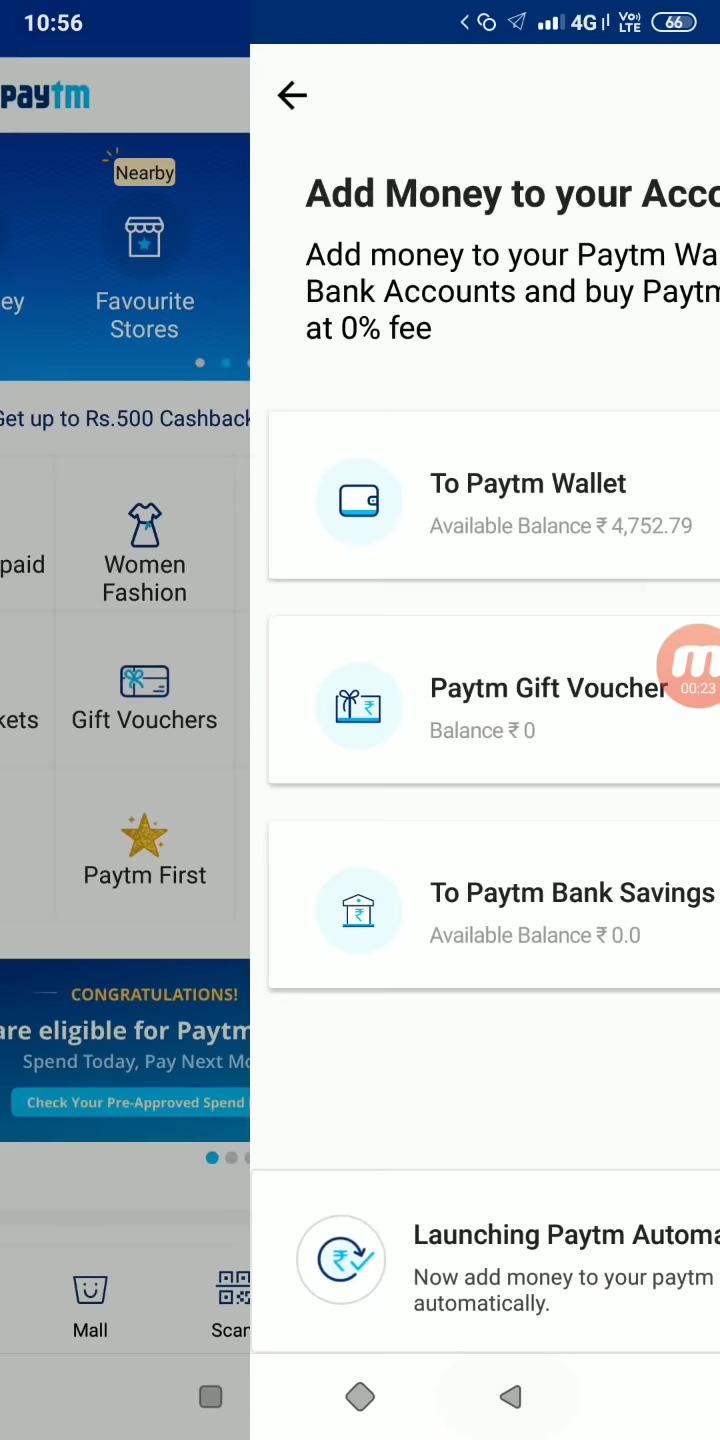 10:56
4G
Vo))
LTE
66
paytm
Nearby
ey
Favourite
Stores
Get up to Rs.500 Cashback
paid
Women
Fashion
kets
Gift Vouchers
Paytm First
CONGRATULATIONS!
are eligible for Paytm
Spend Today, Pay Next Mo
Check Your Pre-Approved Spend
Mall
Scan
Add Money to your Acco
Add money to your Paytm Wa
Bank Accounts and buy Paytm
at 0% fee
To Paytm Wallet
Available Balance ₹ 4,752.79
Paytm Gift Voucher
Balance ₹ 0
m
00:23
To Paytm Bank Savings
Available Balance ₹ 0.0
Launching Paytm Automa
Now add money to your paytm
automatically.